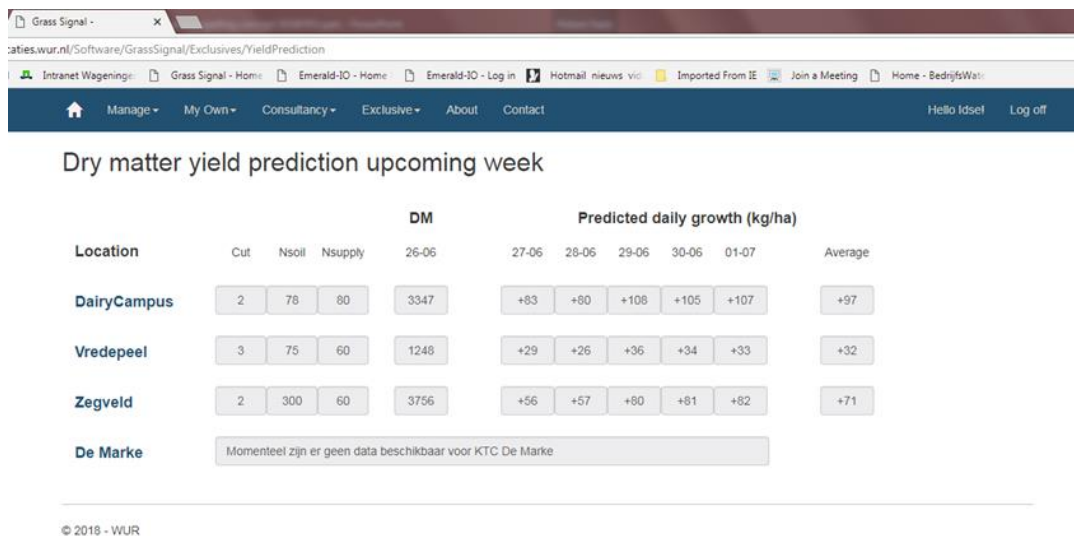 Grass Signal - ×
caties.wur.nl/Software/GrassSignal/Exclusives/YieldPrediction
Intranet Wageninge Grass Signal - Home Emerald-IO - Home Emerald-IO - Log in Hotmail nieuws vid Imported From IE Join a Meeting Home - BedrijfsWate
Manage My Own Consultancy Exclusive About Contact Hello Idse! Log off
Dry matter yield prediction upcoming week
DM Predicted daily growth (kg/ha)
Location Cut Nsoil Nsupply 26-06 27-06 28-06 29-06 30-06 01-07 Average
DairyCampus 2 78 80 3347 +83 +80 +108 +105 +107 +97
Vredepeel 3 75 60 1248 +29 +26 +36 +34 +33 +32
Zegveld 2 300 60 3756 +56 +57 +80 +81 +82 +71
De Marke Momenteel zijn er geen data beschikbaar voor KTC De Marke
© 2018 - WUR